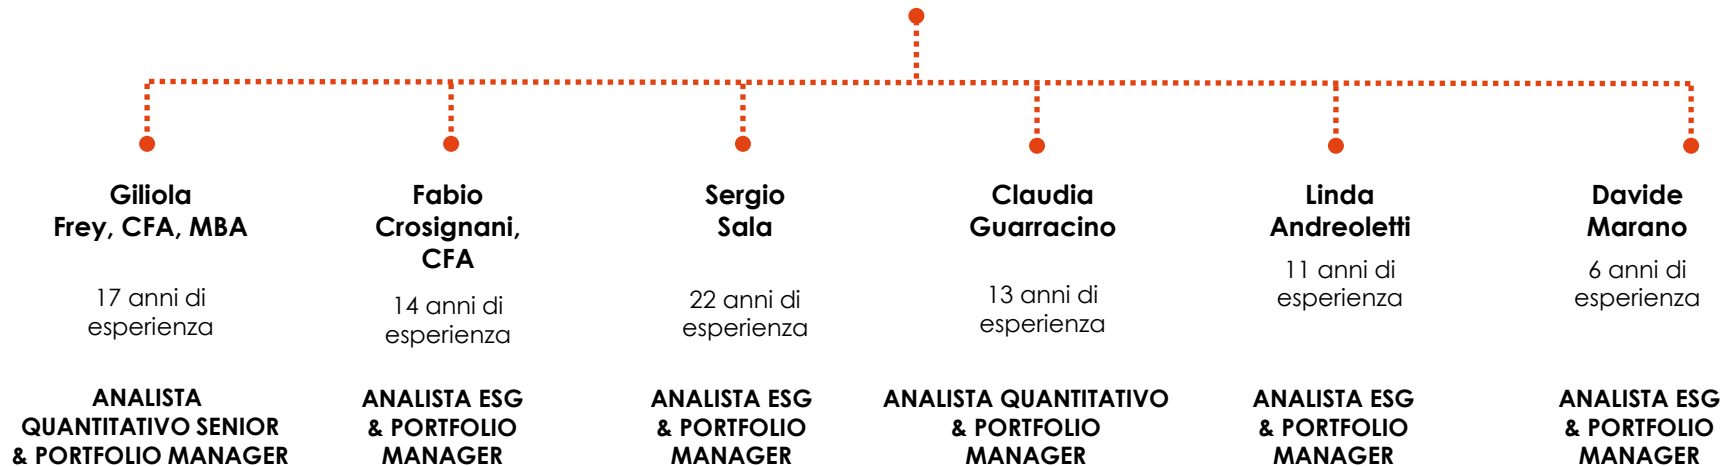 Giliola
Frey, CFA, MBA
17 anni di
esperienza
ANALISTA
QUANTITATIVO SENIOR
& PORTFOLIO MANAGER
Fabio
Crosignani,
CFA
14 anni di
esperienza
ANALISTA ESG
& PORTFOLIO
MANAGER
Sergio
Sala
22 anni di
esperienza
ANALISTA ESG
& PORTFOLIO
MANAGER
Claudia
Guarracino
13 anni di
esperienza
ANALISTA QUANTITATIVO
& PORTFOLIO
MANAGER
Linda
Andreoletti
11 anni di
esperienza
ANALISTA ESG
& PORTFOLIO
MANAGER
Davide
Marano
6 anni di
esperienza
ANALISTA ESG
& PORTFOLIO
MANAGER